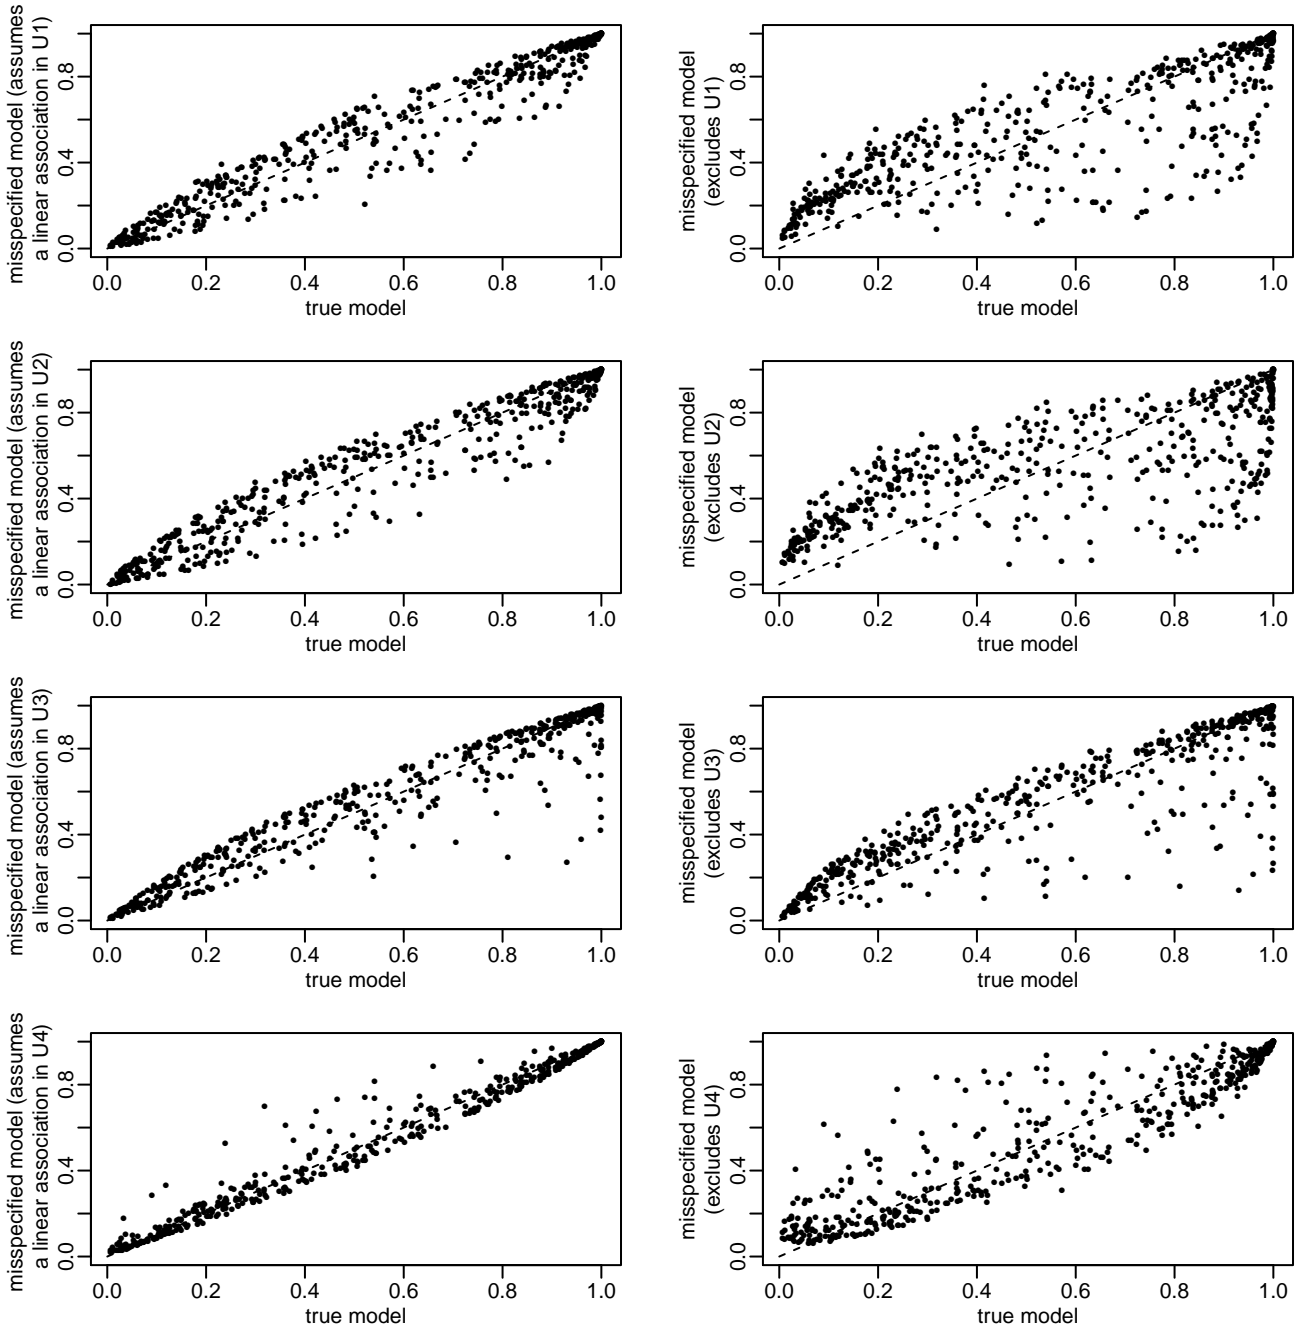 misspecified model (assumes
a linear association in U1)
0.0 0.4 0.8
0.0 0.2 0.4 0.6 0.8 1.0
true model
misspecified model
(excludes U1)
0.0 0.4 0.8
0.0 0.2 0.4 0.6 0.8 1.0
true model
misspecified model (assumes
a linear association in U2)
0.0 0.4 0.8
0.0 0.2 0.4 0.6 0.8 1.0
true model
misspecified model
(excludes U2)
0.0 0.4 0.8
0.0 0.2 0.4 0.6 0.8 1.0
true model
misspecified model (assumes
a linear association in U3)
0.0 0.4 0.8
0.0 0.2 0.4 0.6 0.8 1.0
true model
misspecified model
(excludes U3)
0.0 0.4 0.8
0.0 0.2 0.4 0.6 0.8 1.0
true model
misspecified model (assumes
a linear association in U4)
0.0 0.4 0.8
0.0 0.2 0.4 0.6 0.8 1.0
true model
misspecified model
(excludes U4)
0.0 0.4 0.8
0.0 0.2 0.4 0.6 0.8 1.0
true model